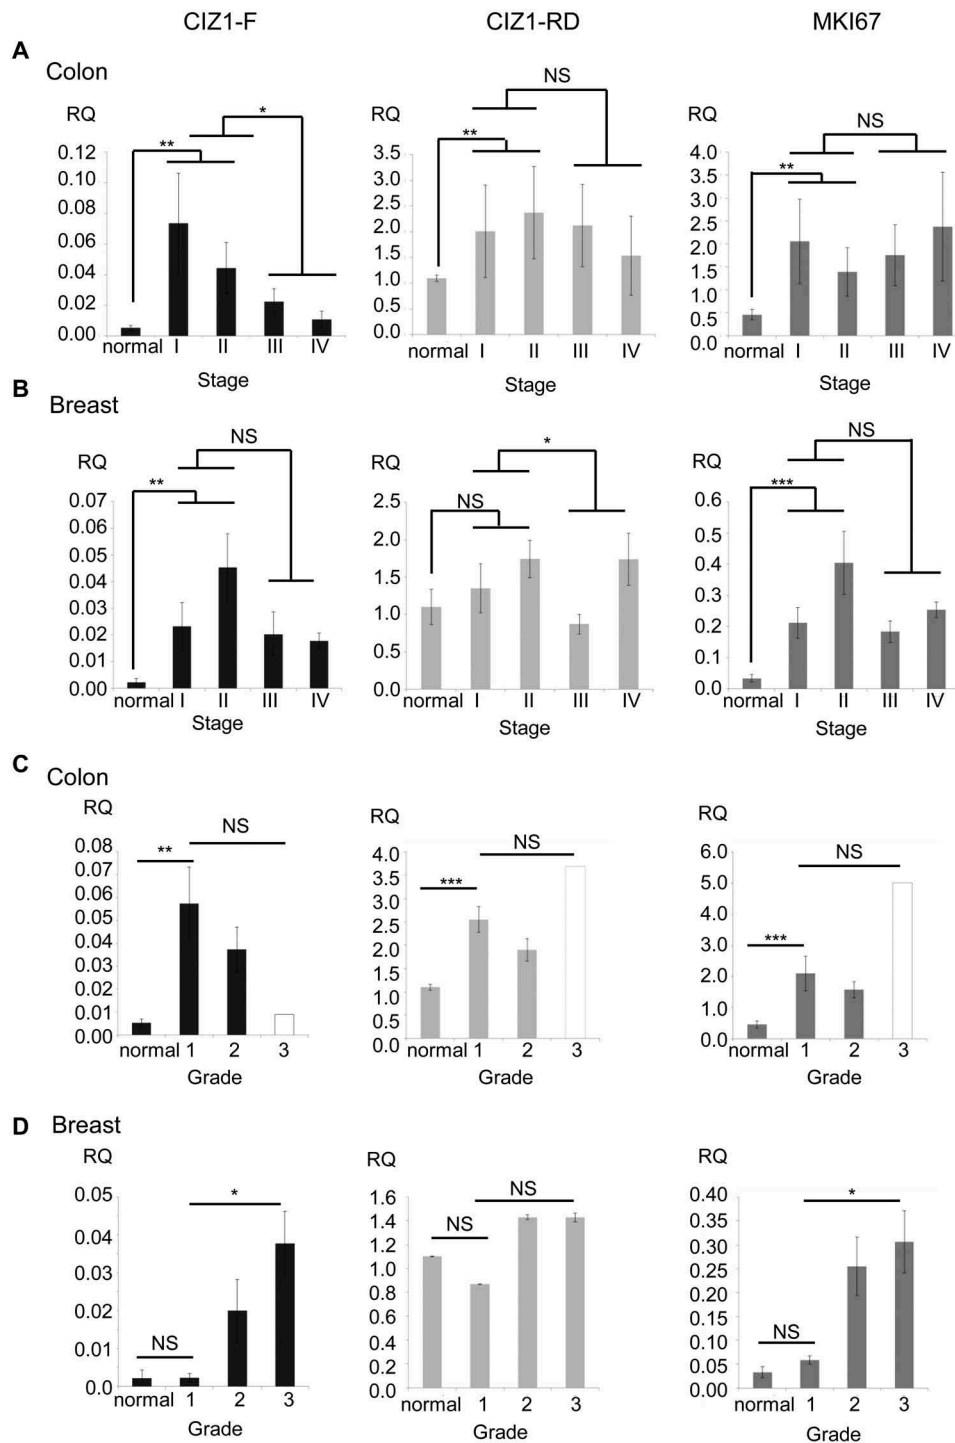 CIZ1-F CIZ1-RD MKI67
A
Colon
RQ
0.12
0.10
0.08
0.06
0.04
0.02
0.00
**
*
normal I II III IV
Stage
RQ
3.5
2.5
2.0
1.5
1.0
0.5
0.0
**
NS
normal I II III IV
Stage
RQ
4.0
3.5
3.0
2.5
2.0
1.5
1.0
0.5
0.0
**
NS
normal I II III IV
Stage
B
Breast
RQ
0.07
0.06
0.05
0.04
0.03
0.02
0.01
0.00
**
NS
normal I II III IV
Stage
RQ
2.5
2.0
1.5
1.0
0.5
0.0
NS
*
normal I II III IV
Stage
RQ
0.6
0.5
0.4
0.3
0.2
0.1
0.0
***
NS
normal I II III IV
Stage
C
Colon
RQ
0.08
0.07
0.06
0.05
0.04
0.03
0.02
0.01
0.00
**
NS
normal 1 2 3
Grade
RQ
4.0
3.5
3.0
2.5
2.0
1.5
1.0
0.5
0.0
***
NS
normal 1 2 3
Grade
RQ
6.0
5.0
4.0
3.0
2.0
1.0
0.0
***
NS
normal 1 2 3
Grade
D
Breast
RQ
0.05
0.04
0.03
0.02
0.01
0.0
NS
*
normal 1 2 3
Grade
RQ
1.6
1.4
1.2
1.0
0.8
0.6
0.4
0.2
0.0
NS
NS
normal 1 2 3
Grade
RQ
0.40
0.35
0.30
0.25
0.20
0.15
0.10
0.05
0.00
NS
*
normal 1 2 3
Grade